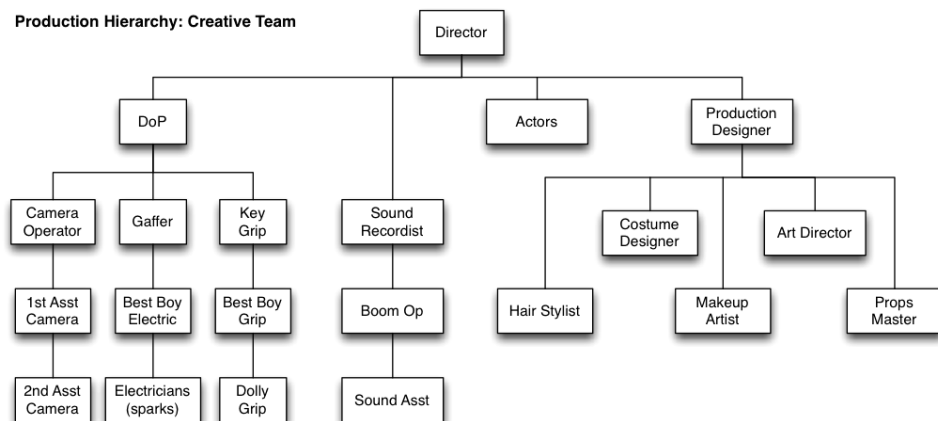 Production Hierarchy: Creative Team
Director
DoP
Actors
Production
Designer
Camera
Operator
Gaffer
Key
Grip
Sound
Recordist
Costume
Designer
Art Director
1st Asst
Camera
Best Boy
Electric
Best Boy
Grip
Boom Op
Hair Stylist
Makeup
Artist
Props
Master
2nd Asst
Camera
Electricians
(sparks)
Dolly
Grip
Sound Asst